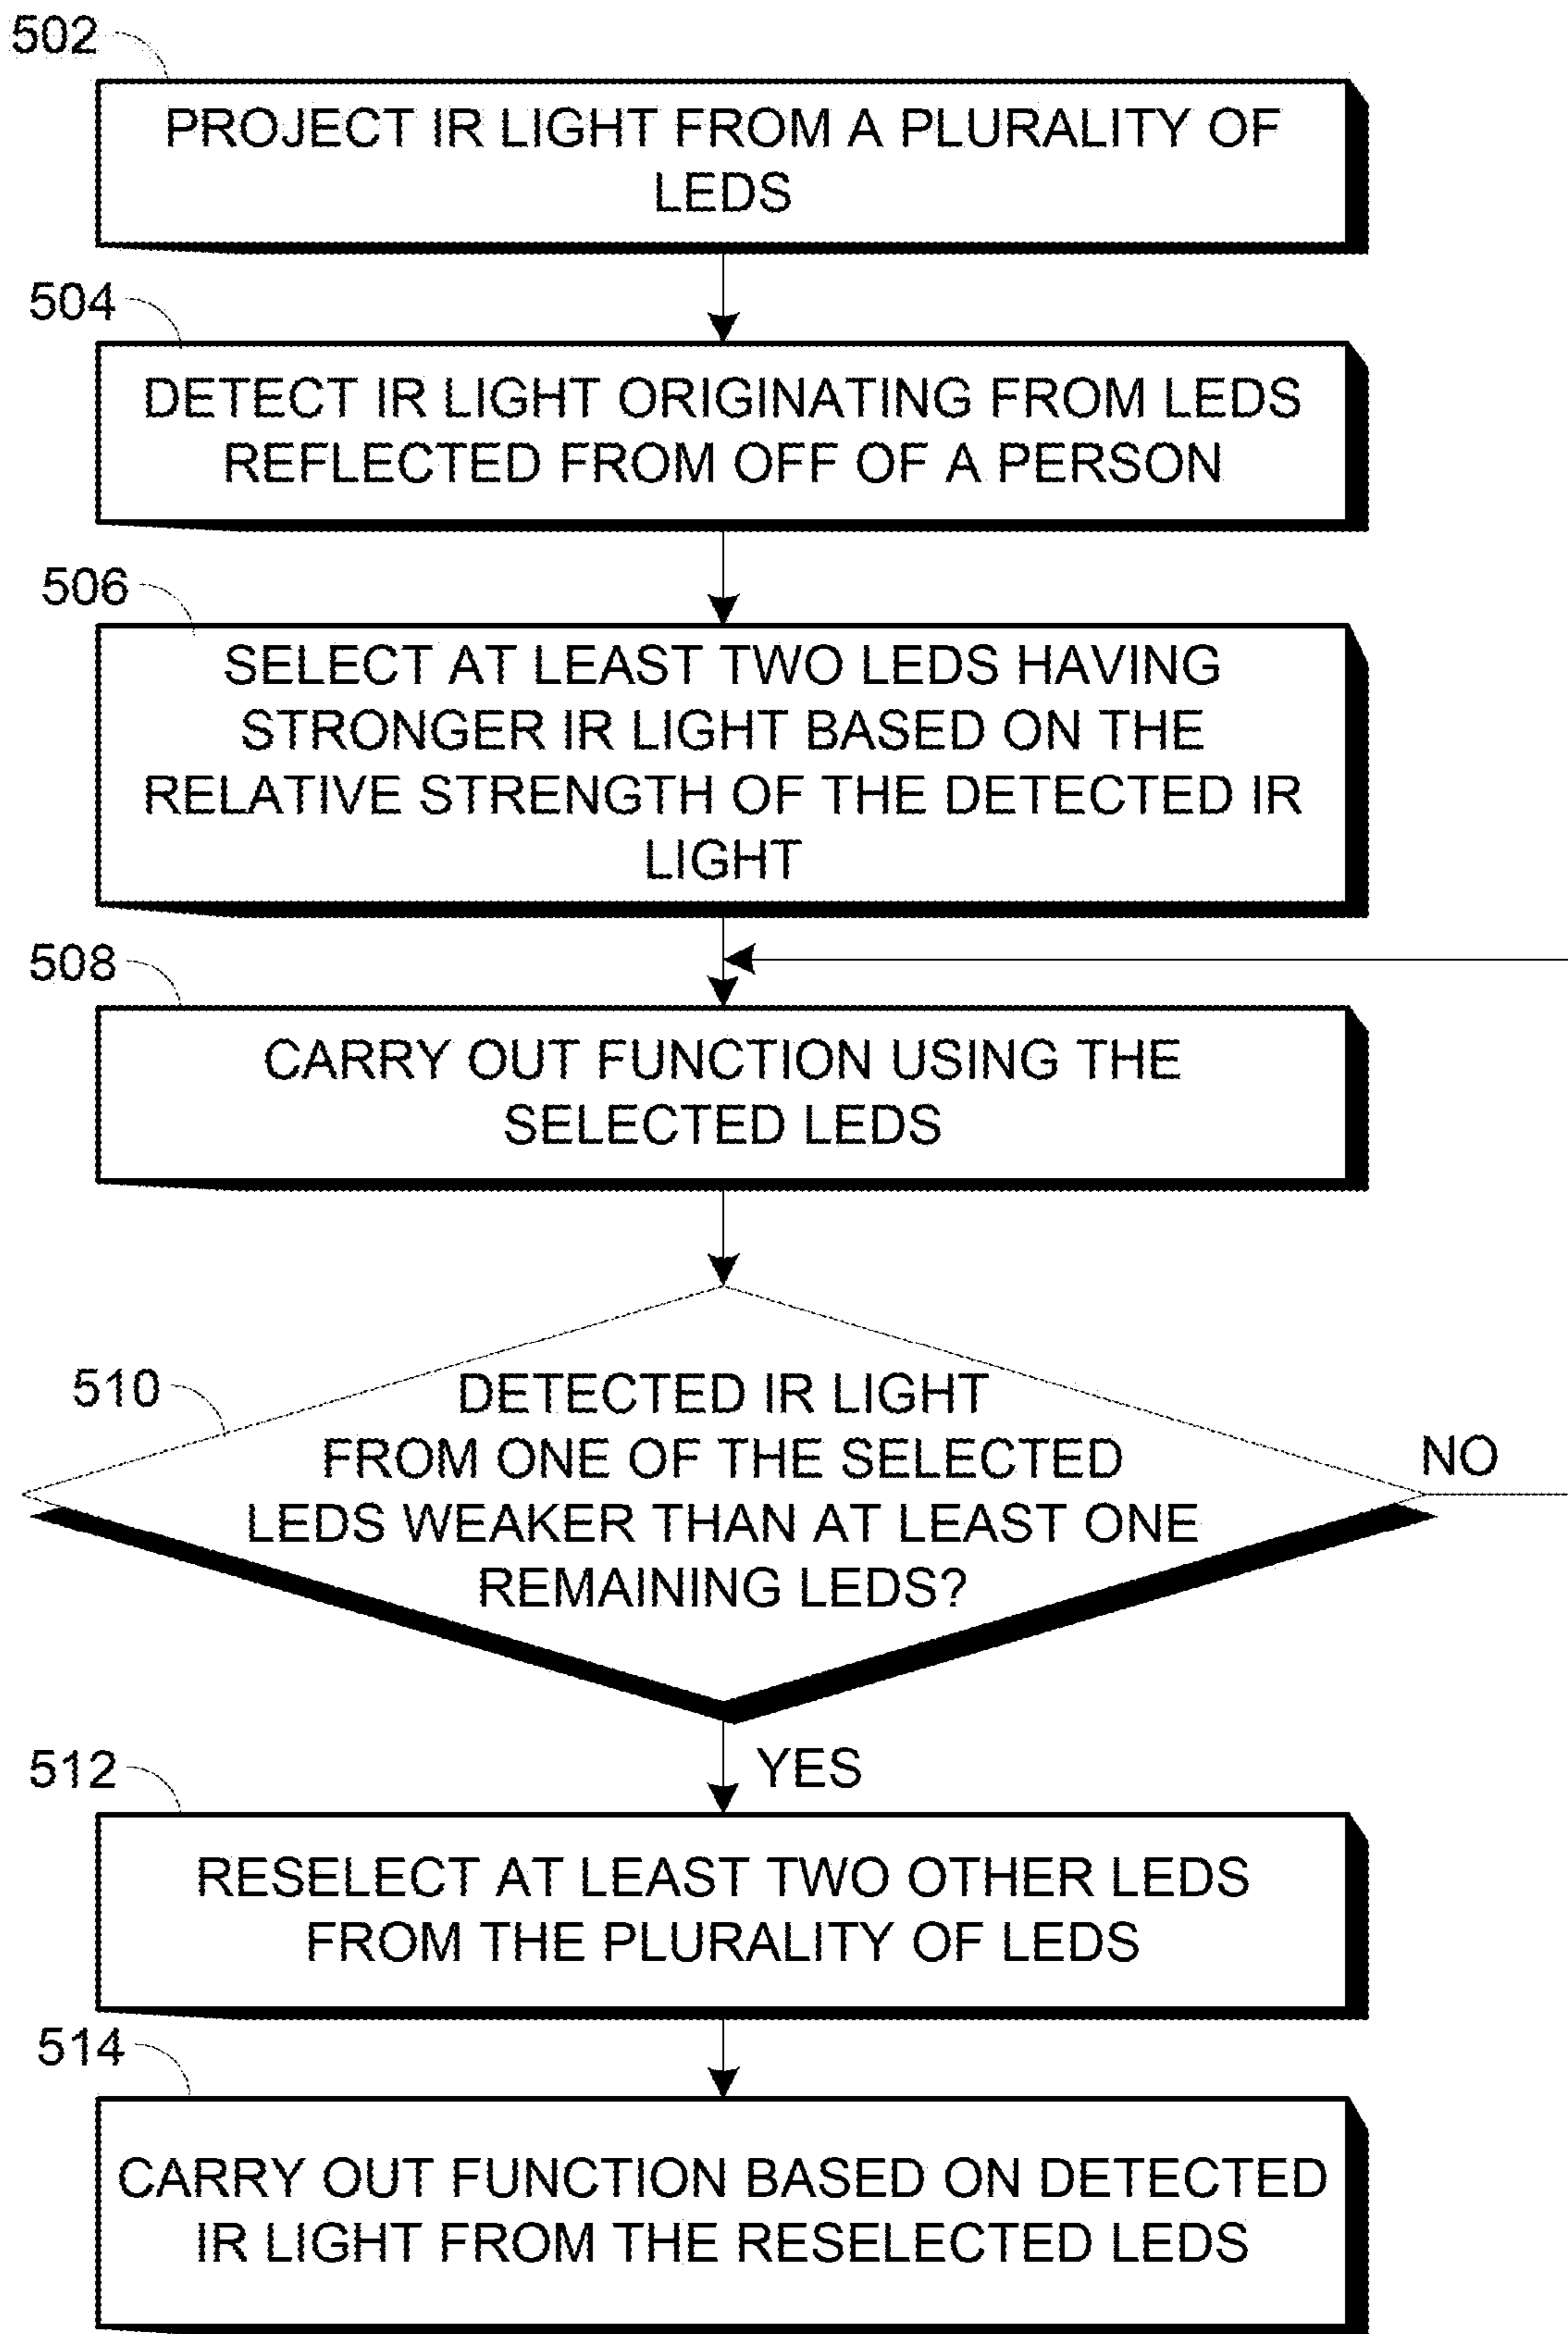 502
PROJECT IR LIGHT FROM A PLURALITY OF
LEDS
504
DETECT IR LIGHT ORIGINATING FROM LEDS
REFLECTED FROM OFF OF A PERSON
506
SELECT AT LEAST TWO LEDS HAVING
STRONGER IR LIGHT BASED ON THE
RELATIVE STRENGTH OF THE DETECTED IR
LIGHT
508
CARRY OUT FUNCTION USING THE
SELECTED LEDS
510
DETECTED IR LIGHT
FROM ONE OF THE SELECTED
LEDS WEAKER THAN AT LEAST ONE
REMAINING LEDS?
NO
YES
512
RESELECT AT LEAST TWO OTHER LEDS
FROM THE PLURALITY OF LEDS
514
CARRY OUT FUNCTION BASED ON DETECTED
IR LIGHT FROM THE RESELECTED LEDS